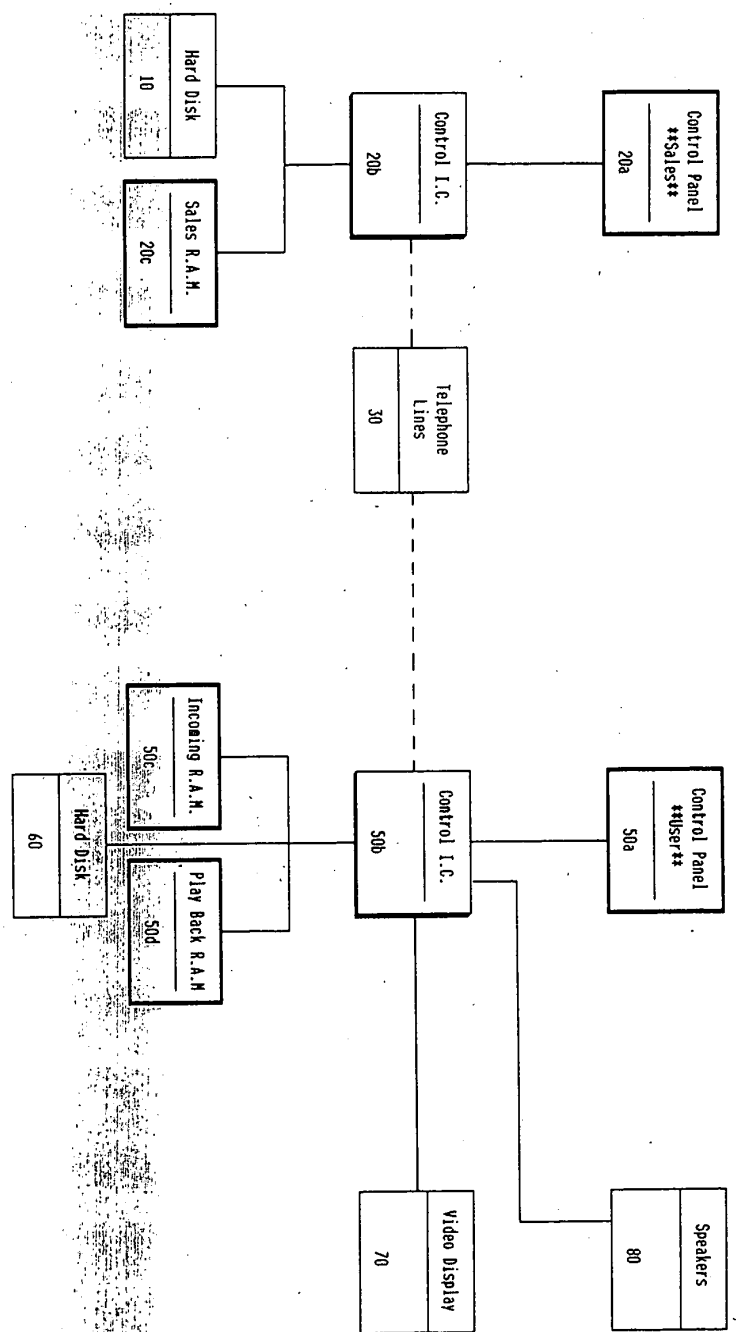 Control Panel
**Sales**
20a
Control I.C.
20b
Hard Disk
10
Sales R.A.M.
20c
Telephone
Lines
30
Control Panel
**User**
50a
Control I.C.
50b
Incoming R.A.M.
50c
Play Back R.A.M
50d
Hard Disk
60
Speakers
80
Video Display
70